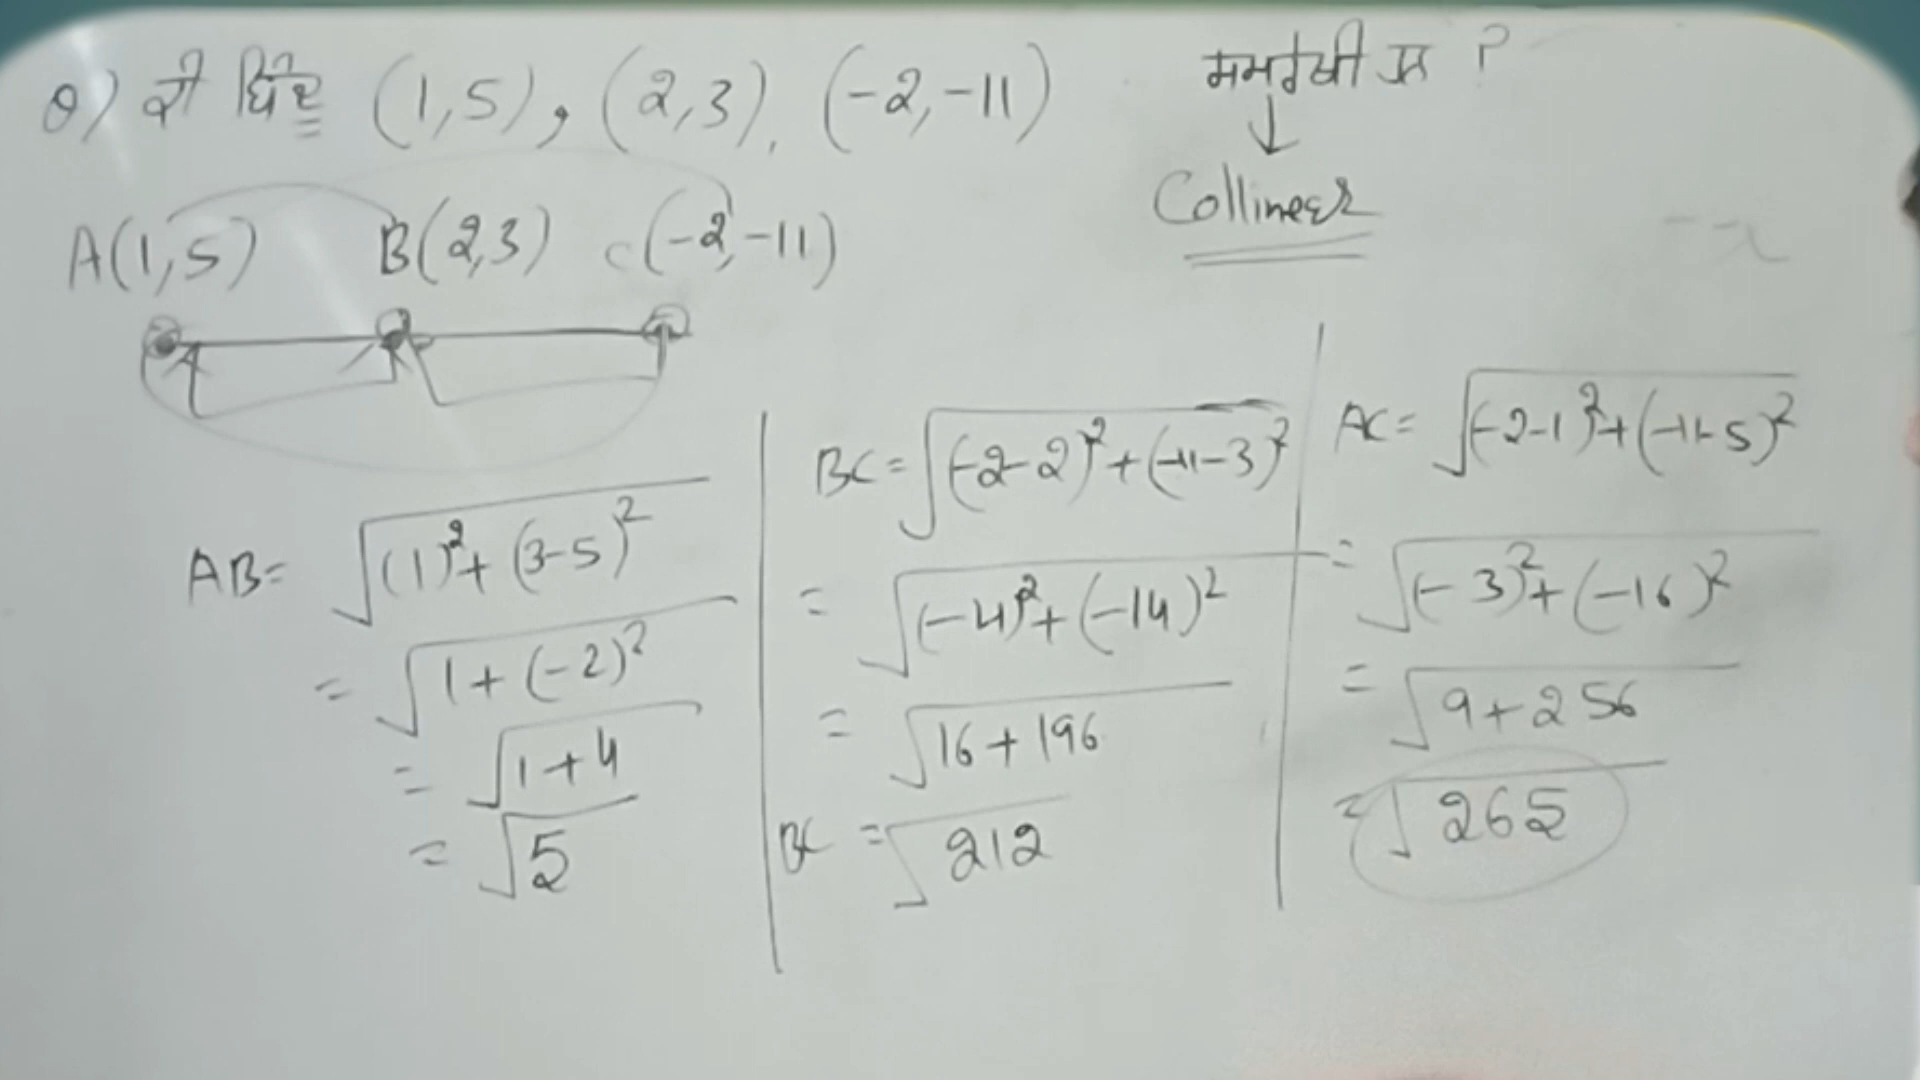 Q) ਕੀ ਬਿੰਦੂ (1,5), (2,3), (-2,-11) ਸਮਰੇਖੀ ਹਨ ?
↓
Collinear
A(1,5) B(2,3) C(-2,-11)
AB= √(1)²+(3-5)²
= √1+(-2)²
= √1+4
= √5
BC= √(-2-2)²+(-11-3)²
= √(-4)²+(-14)²
= √16+196
BC = √212
AC= √(-2-1)²+(-11-5)²
= √(-3)²+(-16)²
= √9+256
= √265